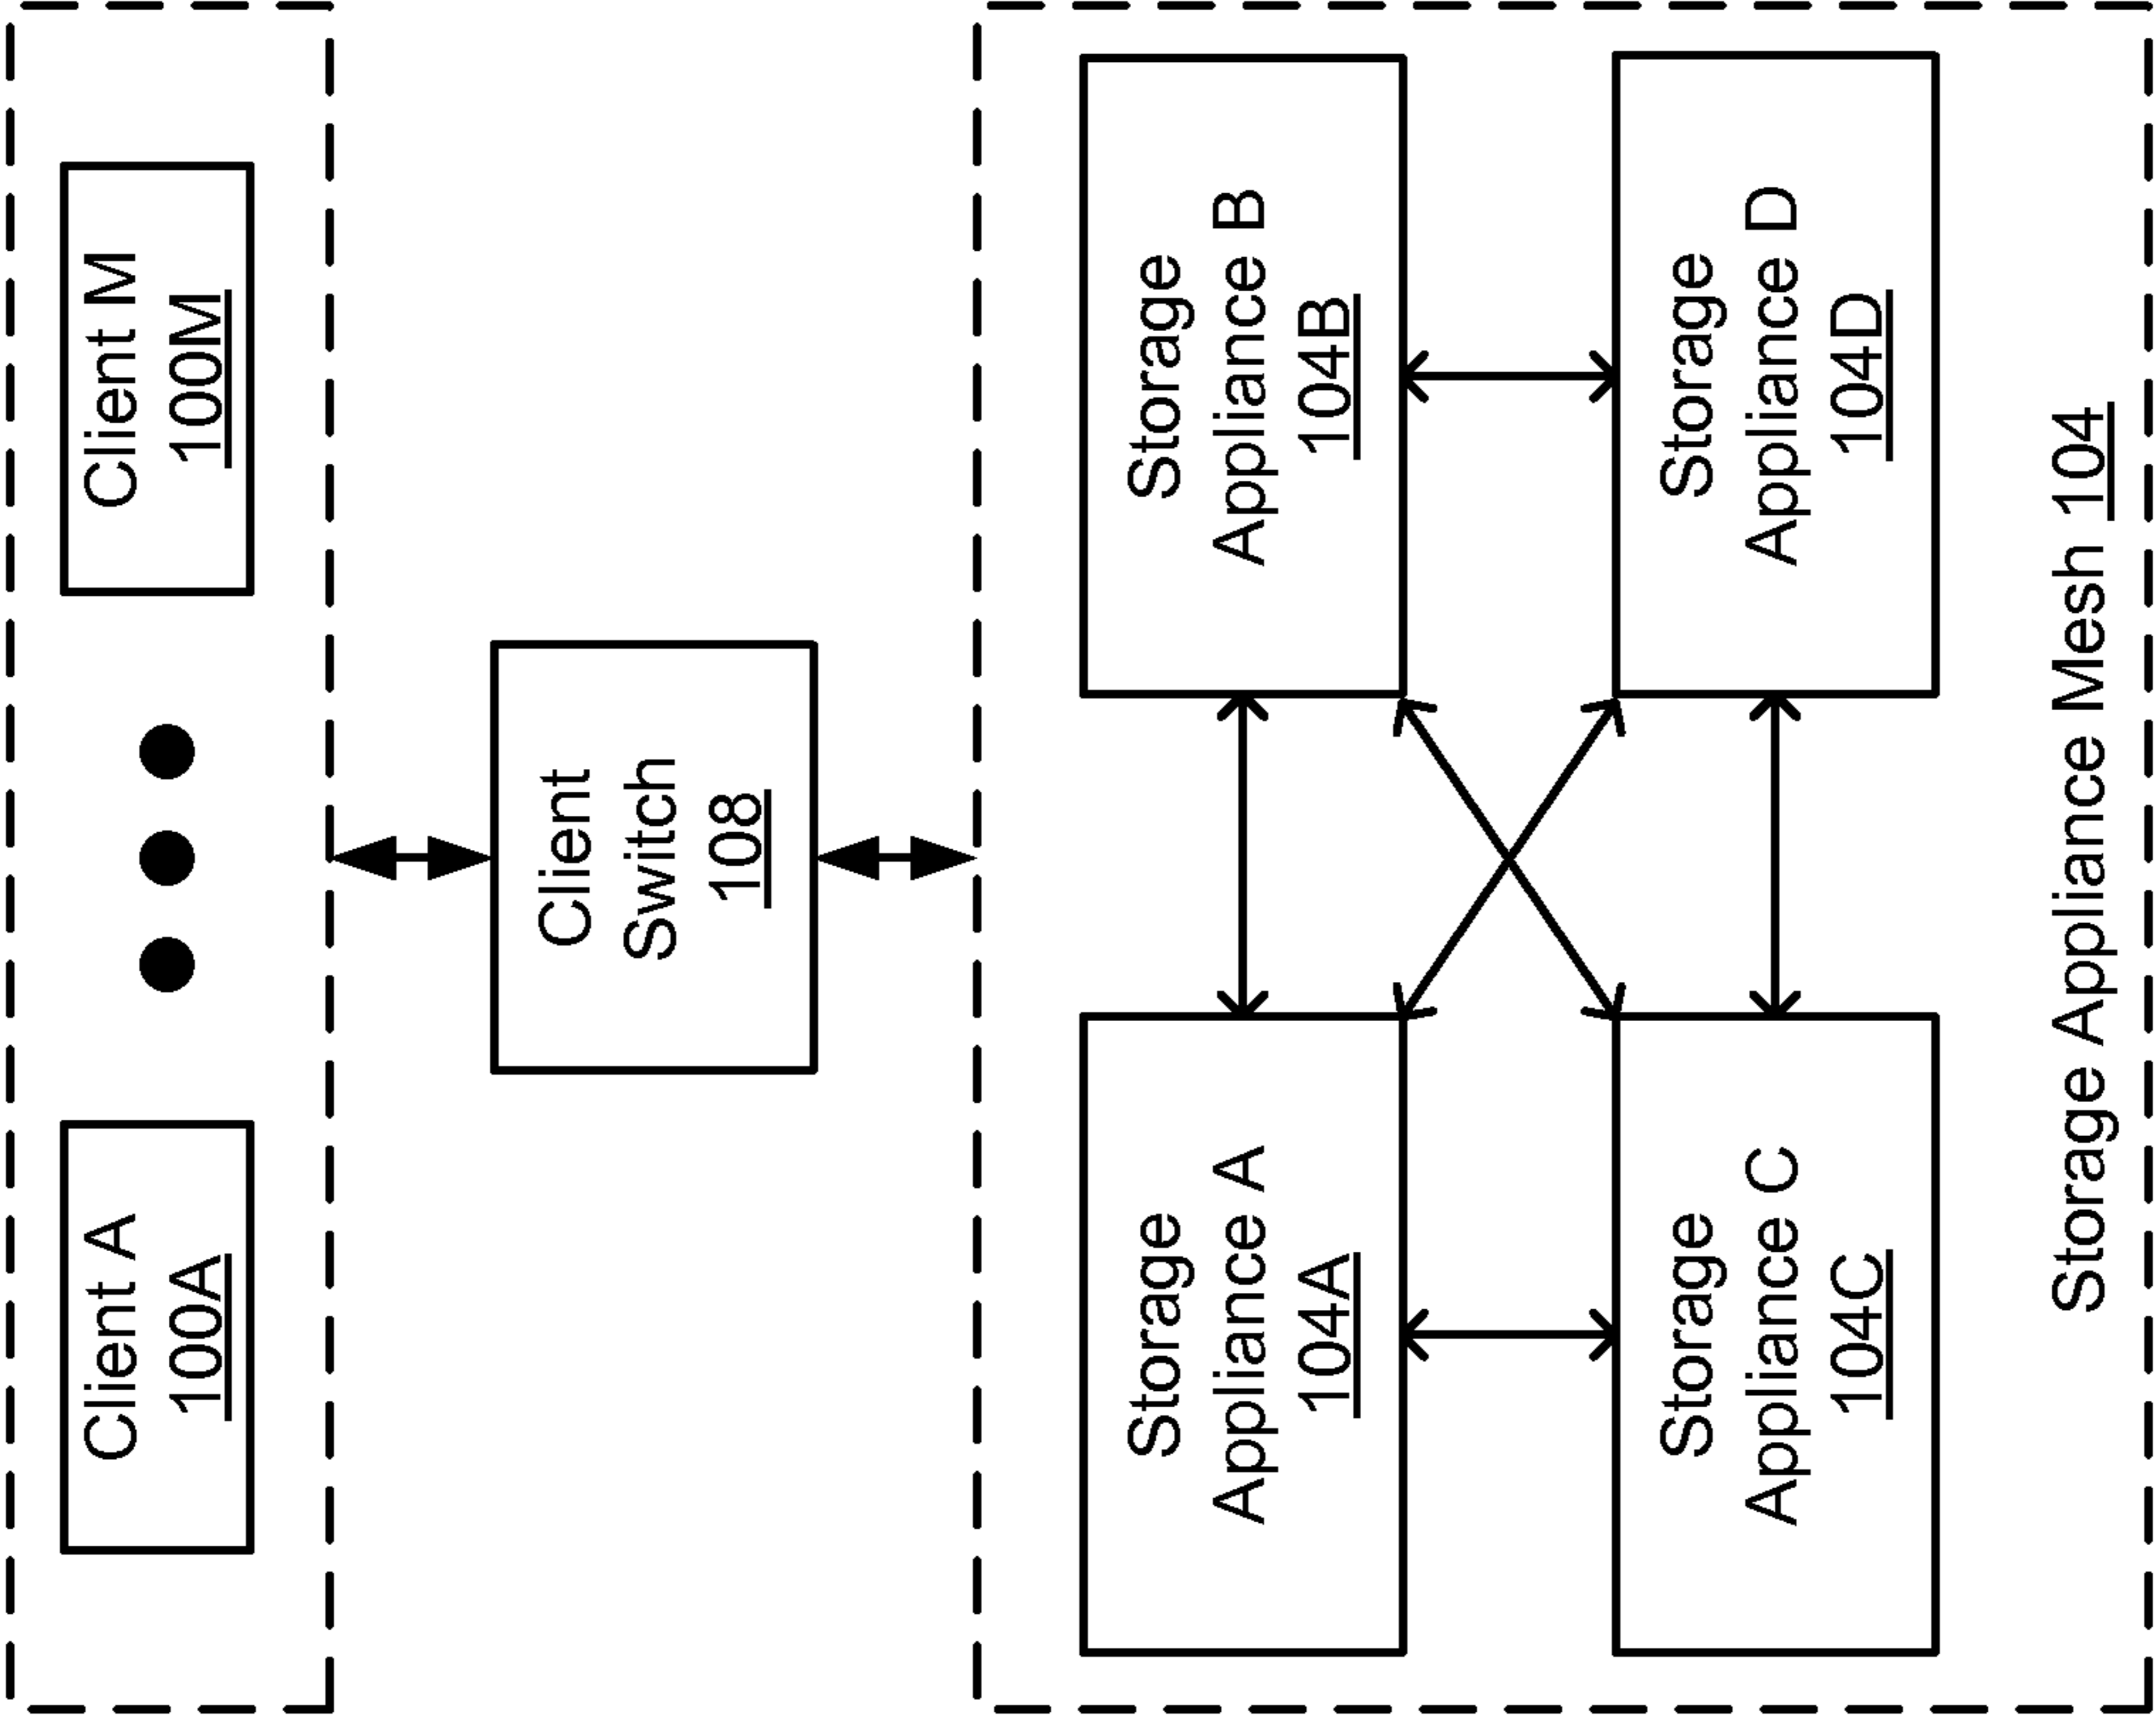 Client A
100A
Client M
100M
Client
Switch
108
Storage
Appliance A
104A
Storage
Appliance B
104B
Storage
Appliance C
104C
Storage
Appliance D
104D
Storage Appliance Mesh 104